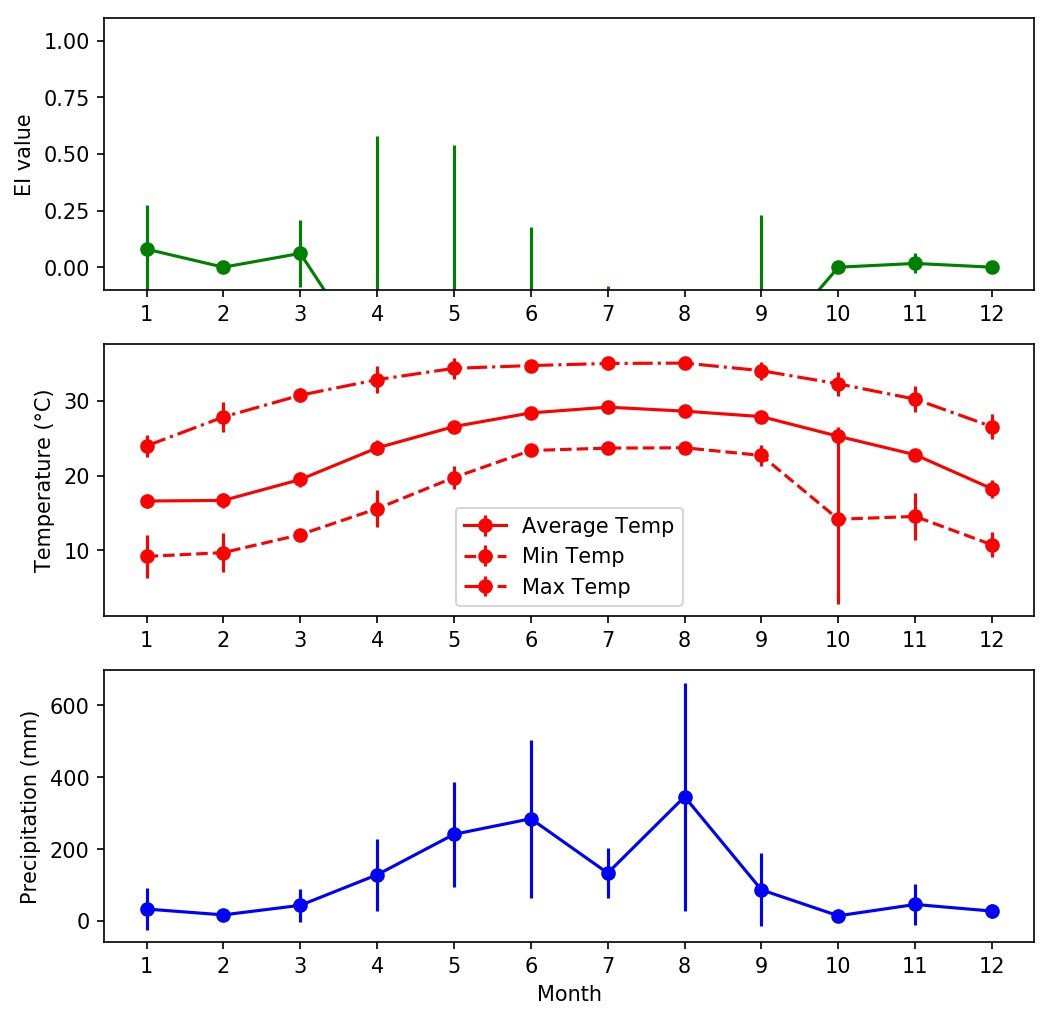 EI value
1.00
0.75
0.50
0.25
0.00
1 2 3 4 5 6 7 8 9 10 11 12
Temperature (°C)
30
20
10
Average Temp
Min Temp
Max Temp
1 2 3 4 5 6 7 8 9 10 11 12
Precipitation (mm)
600
400
200
0
1 2 3 4 5 6 7 8 9 10 11 12
Month